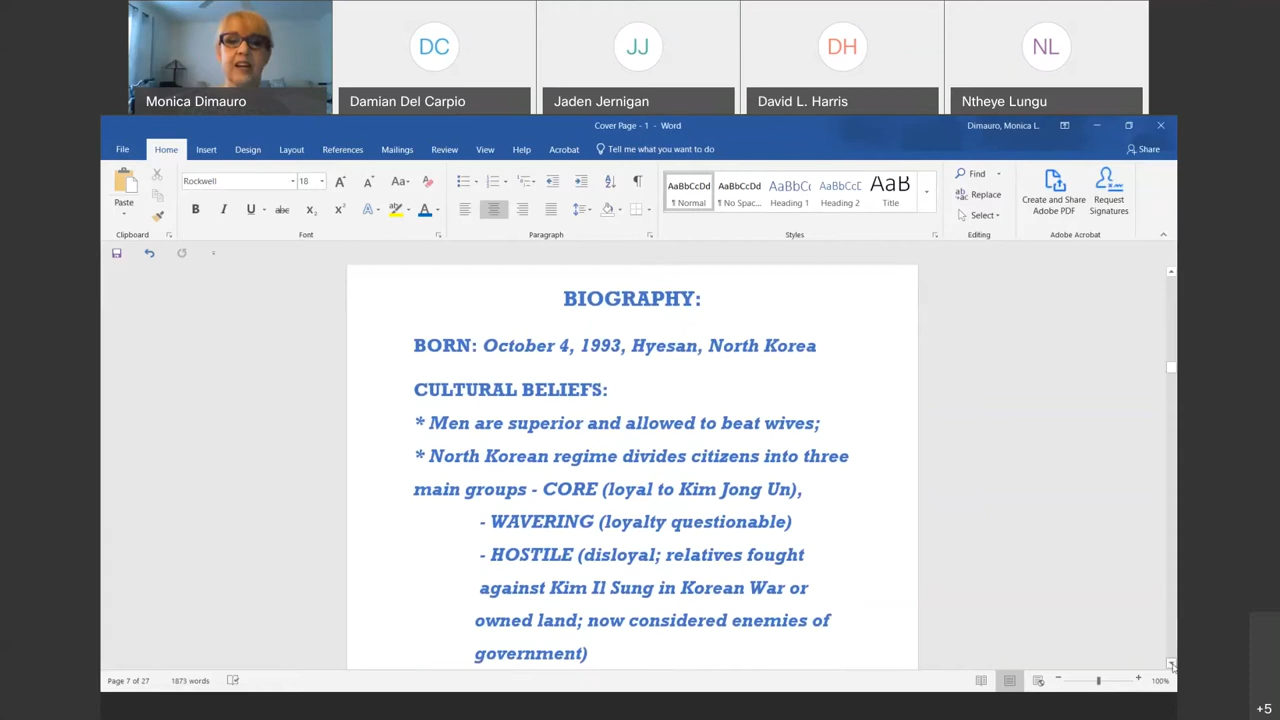 DC
JJ
DH
NL
Monica Dimauro
Damian Del Carpio
Jaden Jernigan
David L. Harris
Ntheye Lungu
Cover Page - 1 - Word
Dimauro, Monica L.
File Home Insert Design Layout References Mailings Review View Help Acrobat Tell me what you want to do Share
Paste
Clipboard
Rockwell 18
Font
Paragraph
AaBbCcDd ¶ Normal
AaBbCcDd ¶ No Spac...
AaBbCc Heading 1
AaBbCcE Heading 2
AaB Title
Styles
Find
Replace
Select
Editing
Create and Share Adobe PDF
Request Signatures
Adobe Acrobat
BIOGRAPHY:
BORN: October 4, 1993, Hyesan, North Korea
CULTURAL BELIEFS:
* Men are superior and allowed to beat wives;
* North Korean regime divides citizens into three
main groups - CORE (loyal to Kim Jong Un),
- WAVERING (loyalty questionable)
- HOSTILE (disloyal; relatives fought
against Kim Il Sung in Korean War or
owned land; now considered enemies of
government)
Page 7 of 27 1873 words 100%
+5